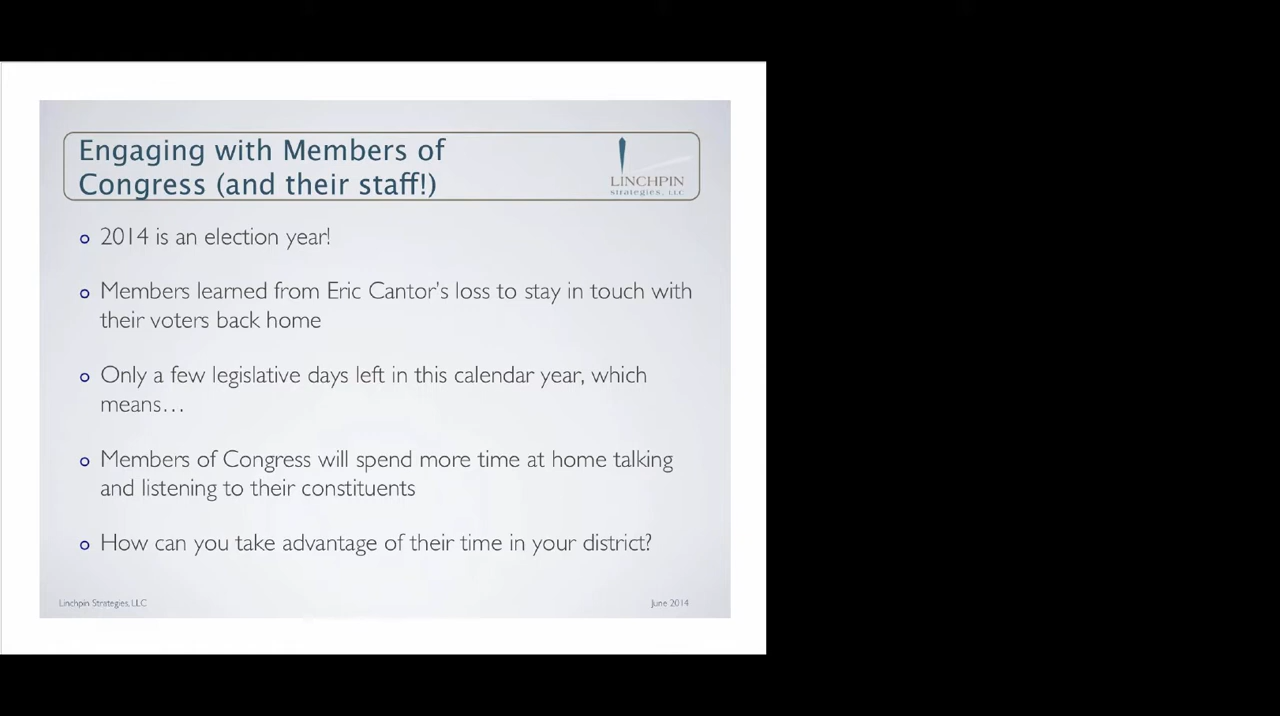 Engaging with Members of
Congress (and their staff!)
LINCHPIN
strategies, LLC
2014 is an election year!
Members learned from Eric Cantor's loss to stay in touch with
their voters back home
Only a few legislative days left in this calendar year, which
means…
Members of Congress will spend more time at home talking
and listening to their constituents
How can you take advantage of their time in your district?
Linchpin Strategies, LLC
June 2014